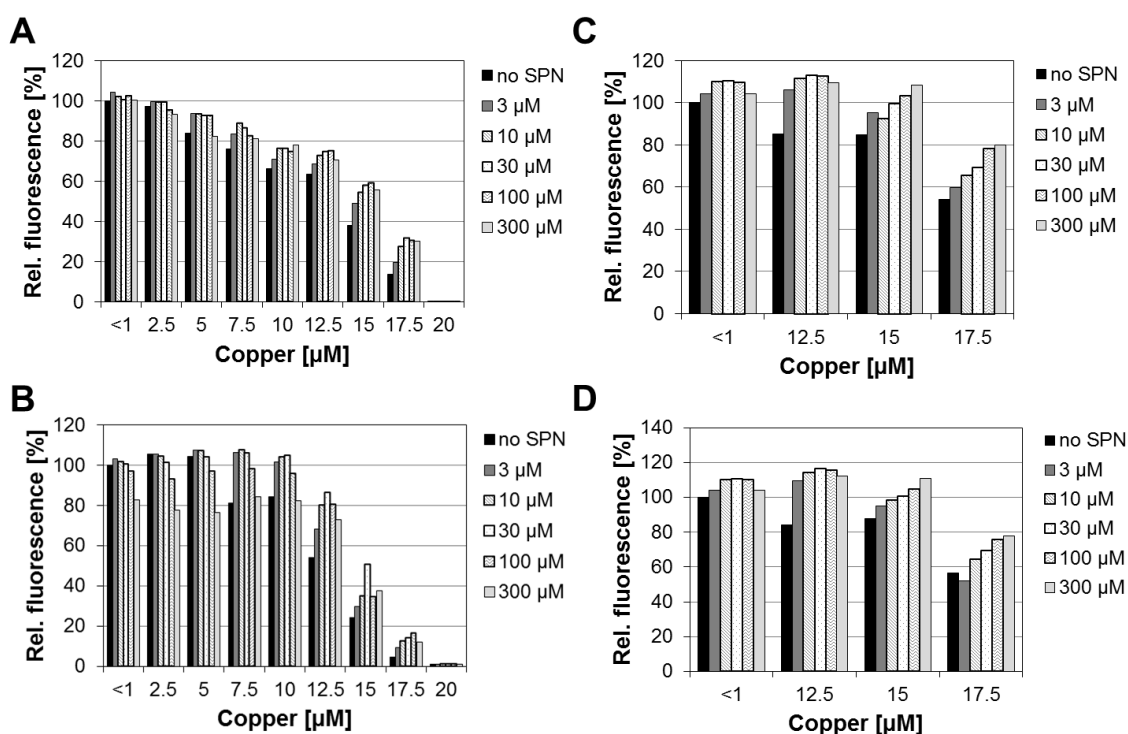 A
Rel. fluorescence [%]
120
100
80
60
40
20
0
<1 2.5 5 7.5 10 12.5 15 17.5 20
Copper [µM]
no SPN
3 µM
10 µM
30 µM
100 µM
300 µM
C
Rel. fluorescence [%]
120
100
80
60
40
20
0
<1 12.5 15 17.5
Copper [µM]
no SPN
3 µM
10 µM
30 µM
100 µM
300 µM
B
Rel. fluorescence [%]
120
100
80
60
40
20
0
<1 2.5 5 7.5 10 12.5 15 17.5 20
Copper [µM]
no SPN
3 µM
10 µM
30 µM
100 µM
300 µM
D
Rel. fluorescence [%]
140
120
100
80
60
40
20
0
<1 12.5 15 17.5
Copper [µM]
no SPN
3 µM
10 µM
30 µM
100 µM
300 µM